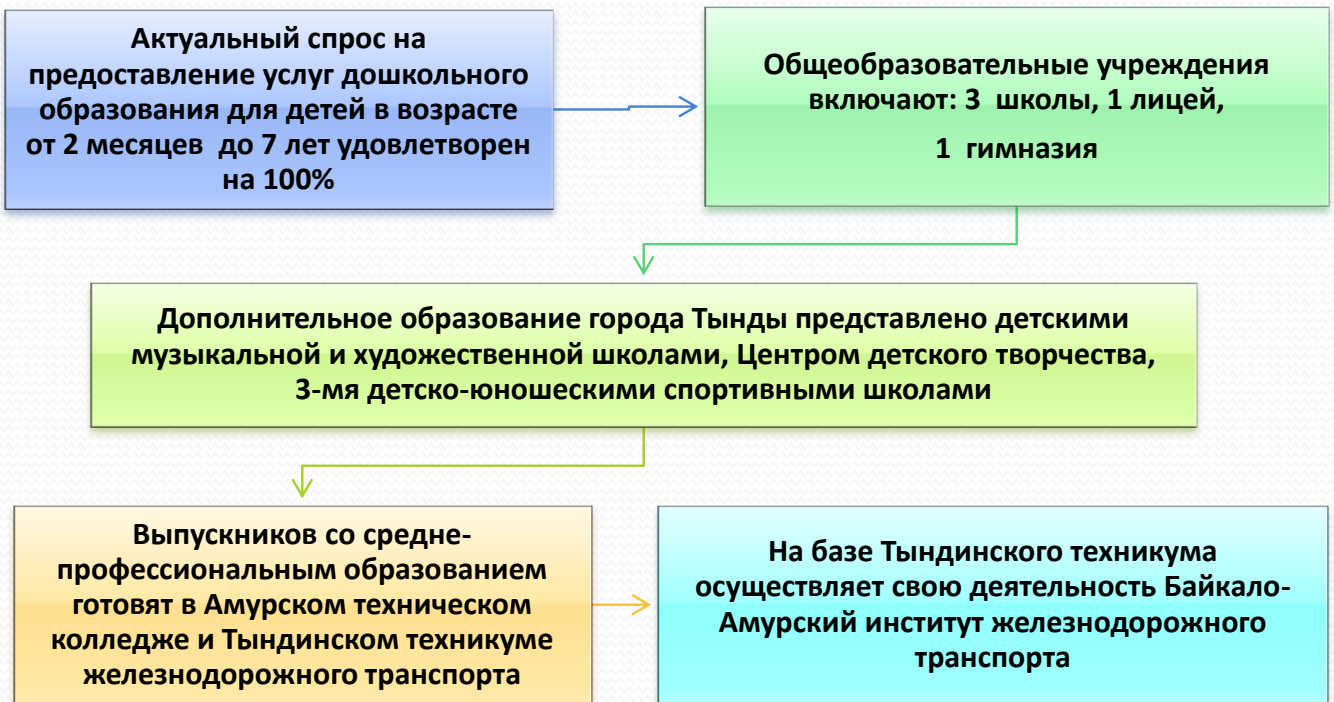 Актуальный спрос на
предоставление услуг дошкольного
образования для детей в возрасте
от 2 месяцев до 7 лет удовлетворен
на 100%
Общеобразовательные учреждения
включают: 3 школы, 1 лицей,
1 гимназия
Дополнительное образование города Тынды представлено детскими
музыкальной и художественной школами, Центром детского творчества,
3-мя детско-юношескими спортивными школами
Выпускников со средне-
профессиональным образованием
готовят в Амурском техническом
колледже и Тындинском техникуме
железнодорожного транспорта
На базе Тындинского техникума
осуществляет свою деятельность Байкало-
Амурский институт железнодорожного
транспорта